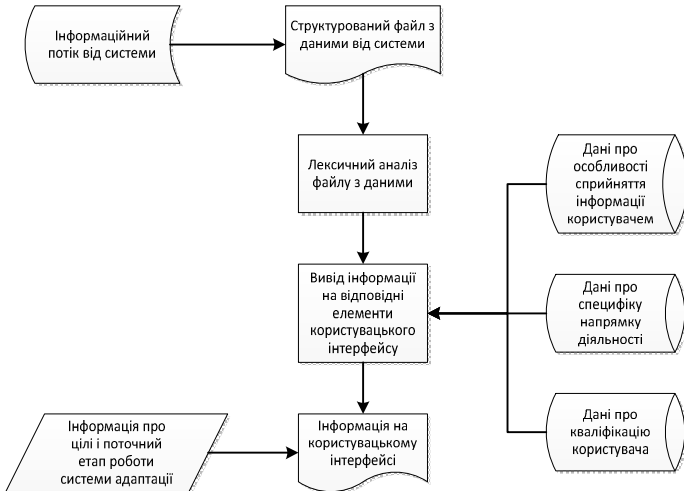 Інформаційний
потік від системи
Структурований файл з
даними від системи
Лексичний аналіз
файлу з даними
Дані про
особливості
сприйняття
інформації
користувачем
Вивід інформації
на відповідні
елементи
користувацького
інтерфейсу
Дані про
специфіку
напрямку
діяльності
Дані про
кваліфікацію
користувача
Інформація про
цілі і поточний
етап роботи
системи адаптації
Інформація на
користувацькому
інтерфейсі